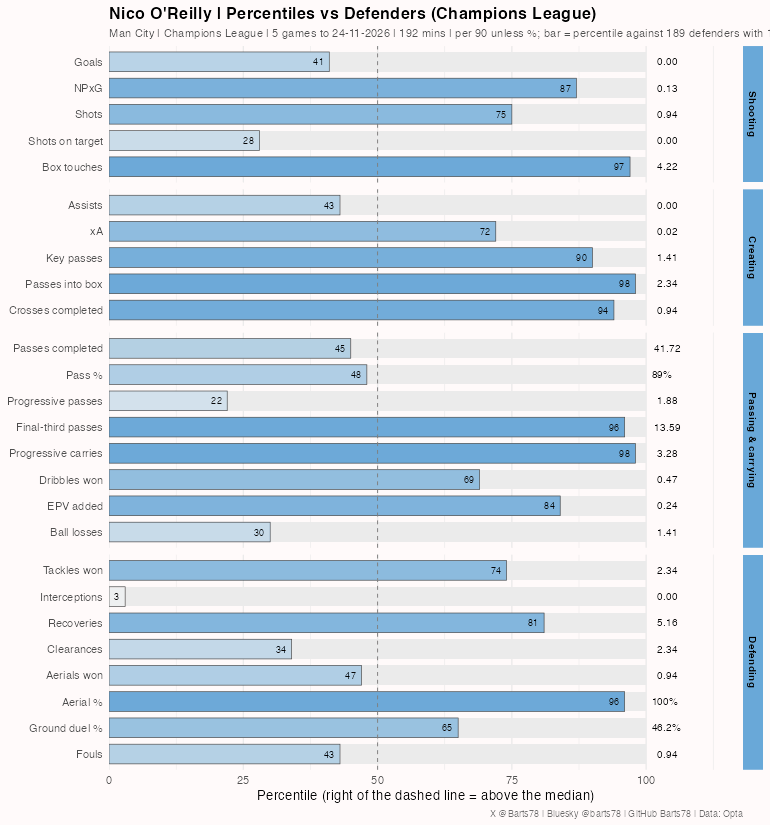 Nico O'Reilly | Percentiles vs Defenders (Champions League)
Man City | Champions League | 5 games to 24-11-2026 | 192 mins | per 90 unless %; bar = percentile against 189 defenders with
Goals 41 0.00
NPxG 87 0.13
Shots 75 0.94
Shots on target 28 0.00
Box touches 97 4.22
Shooting
Assists 43 0.00
xA 72 0.02
Key passes 90 1.41
Passes into box 98 2.34
Crosses completed 94 0.94
Creating
Passes completed 45 41.72
Pass % 48 89%
Progressive passes 22 1.88
Final-third passes 96 13.59
Progressive carries 98 3.28
Dribbles won 69 0.47
EPV added 84 0.24
Ball losses 30 1.41
Passing & carrying
Tackles won 74 2.34
Interceptions 3 0.00
Recoveries 81 5.16
Clearances 34 2.34
Aerials won 47 0.94
Aerial % 96 100%
Ground duel % 65 46.2%
Fouls 43 0.94
Defending
0 25 50 75 100
Percentile (right of the dashed line = above the median)
X @Barts78 | Bluesky @barts78 | GitHub Barts78 | Data: Opta